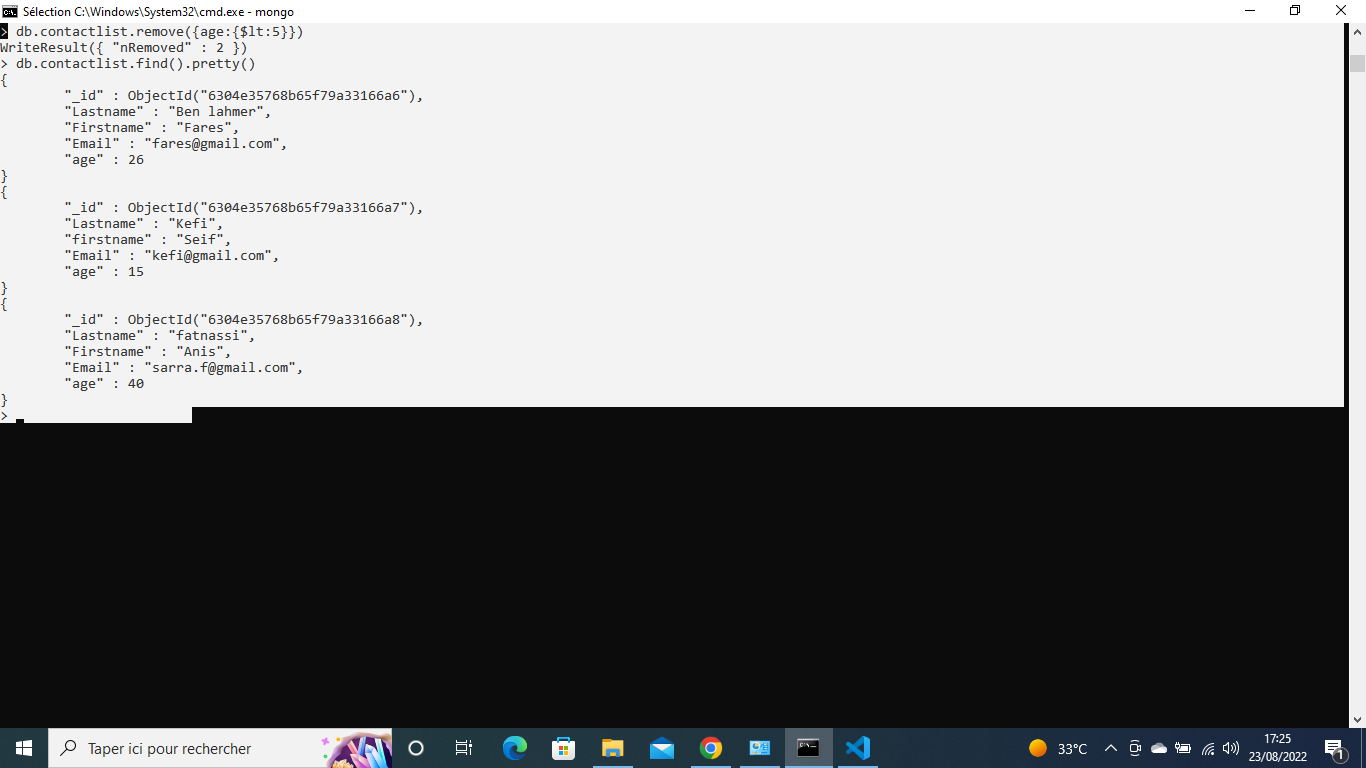 Sélection C:\Windows\System32\cmd.exe - mongo
> db.contactlist.remove({age:{$lt:5}})
WriteResult({ "nRemoved" : 2 })
> db.contactlist.find().pretty()
{
        "_id" : ObjectId("6304e35768b65f79a33166a6"),
        "Lastname" : "Ben lahmer",
        "Firstname" : "Fares",
        "Email" : "fares@gmail.com",
        "age" : 26
}
{
        "_id" : ObjectId("6304e35768b65f79a33166a7"),
        "Lastname" : "Kefi",
        "firstname" : "Seif",
        "Email" : "kefi@gmail.com",
        "age" : 15
}
{
        "_id" : ObjectId("6304e35768b65f79a33166a8"),
        "Lastname" : "fatnassi",
        "Firstname" : "Anis",
        "Email" : "sarra.f@gmail.com",
        "age" : 40
}
>
Taper ici pour rechercher
33°C
17:25
23/08/2022
1